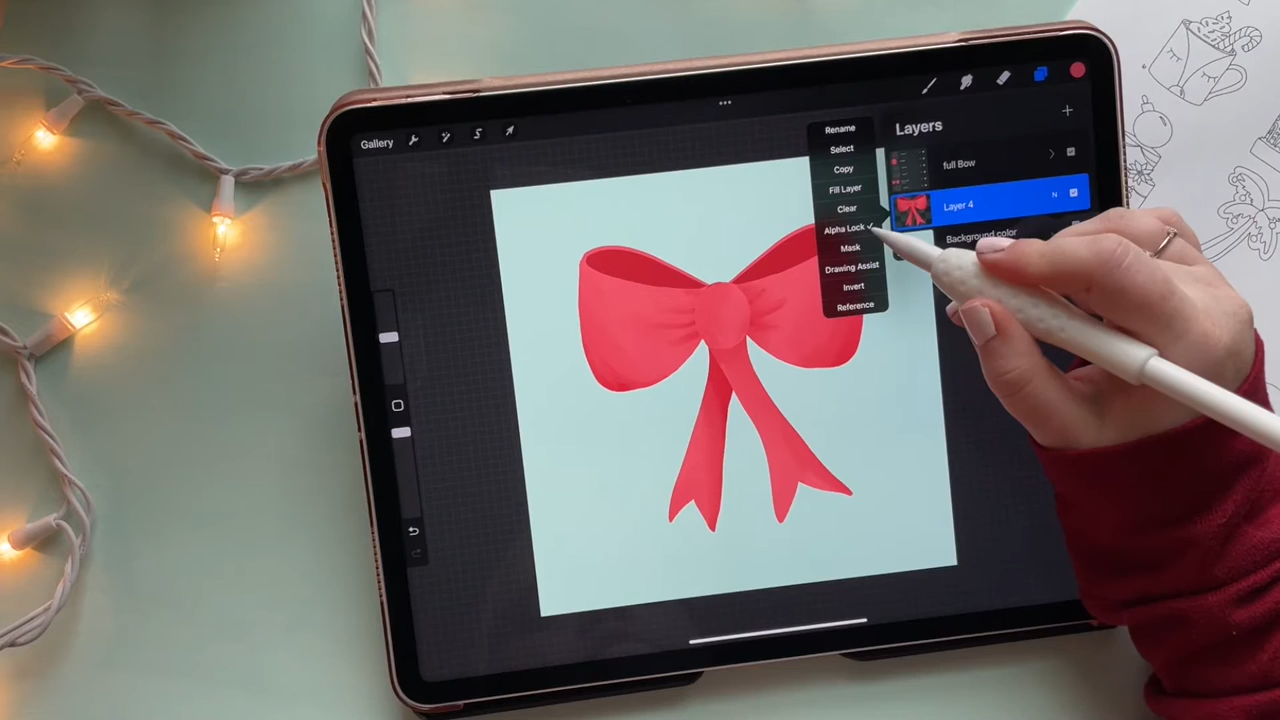 Gallery
Rename
Select
Copy
Fill Layer
Clear
Alpha Lock ✓
Mask
Drawing Assist
Invert
Reference
Layers
full Bow
Layer 4 N
Background color